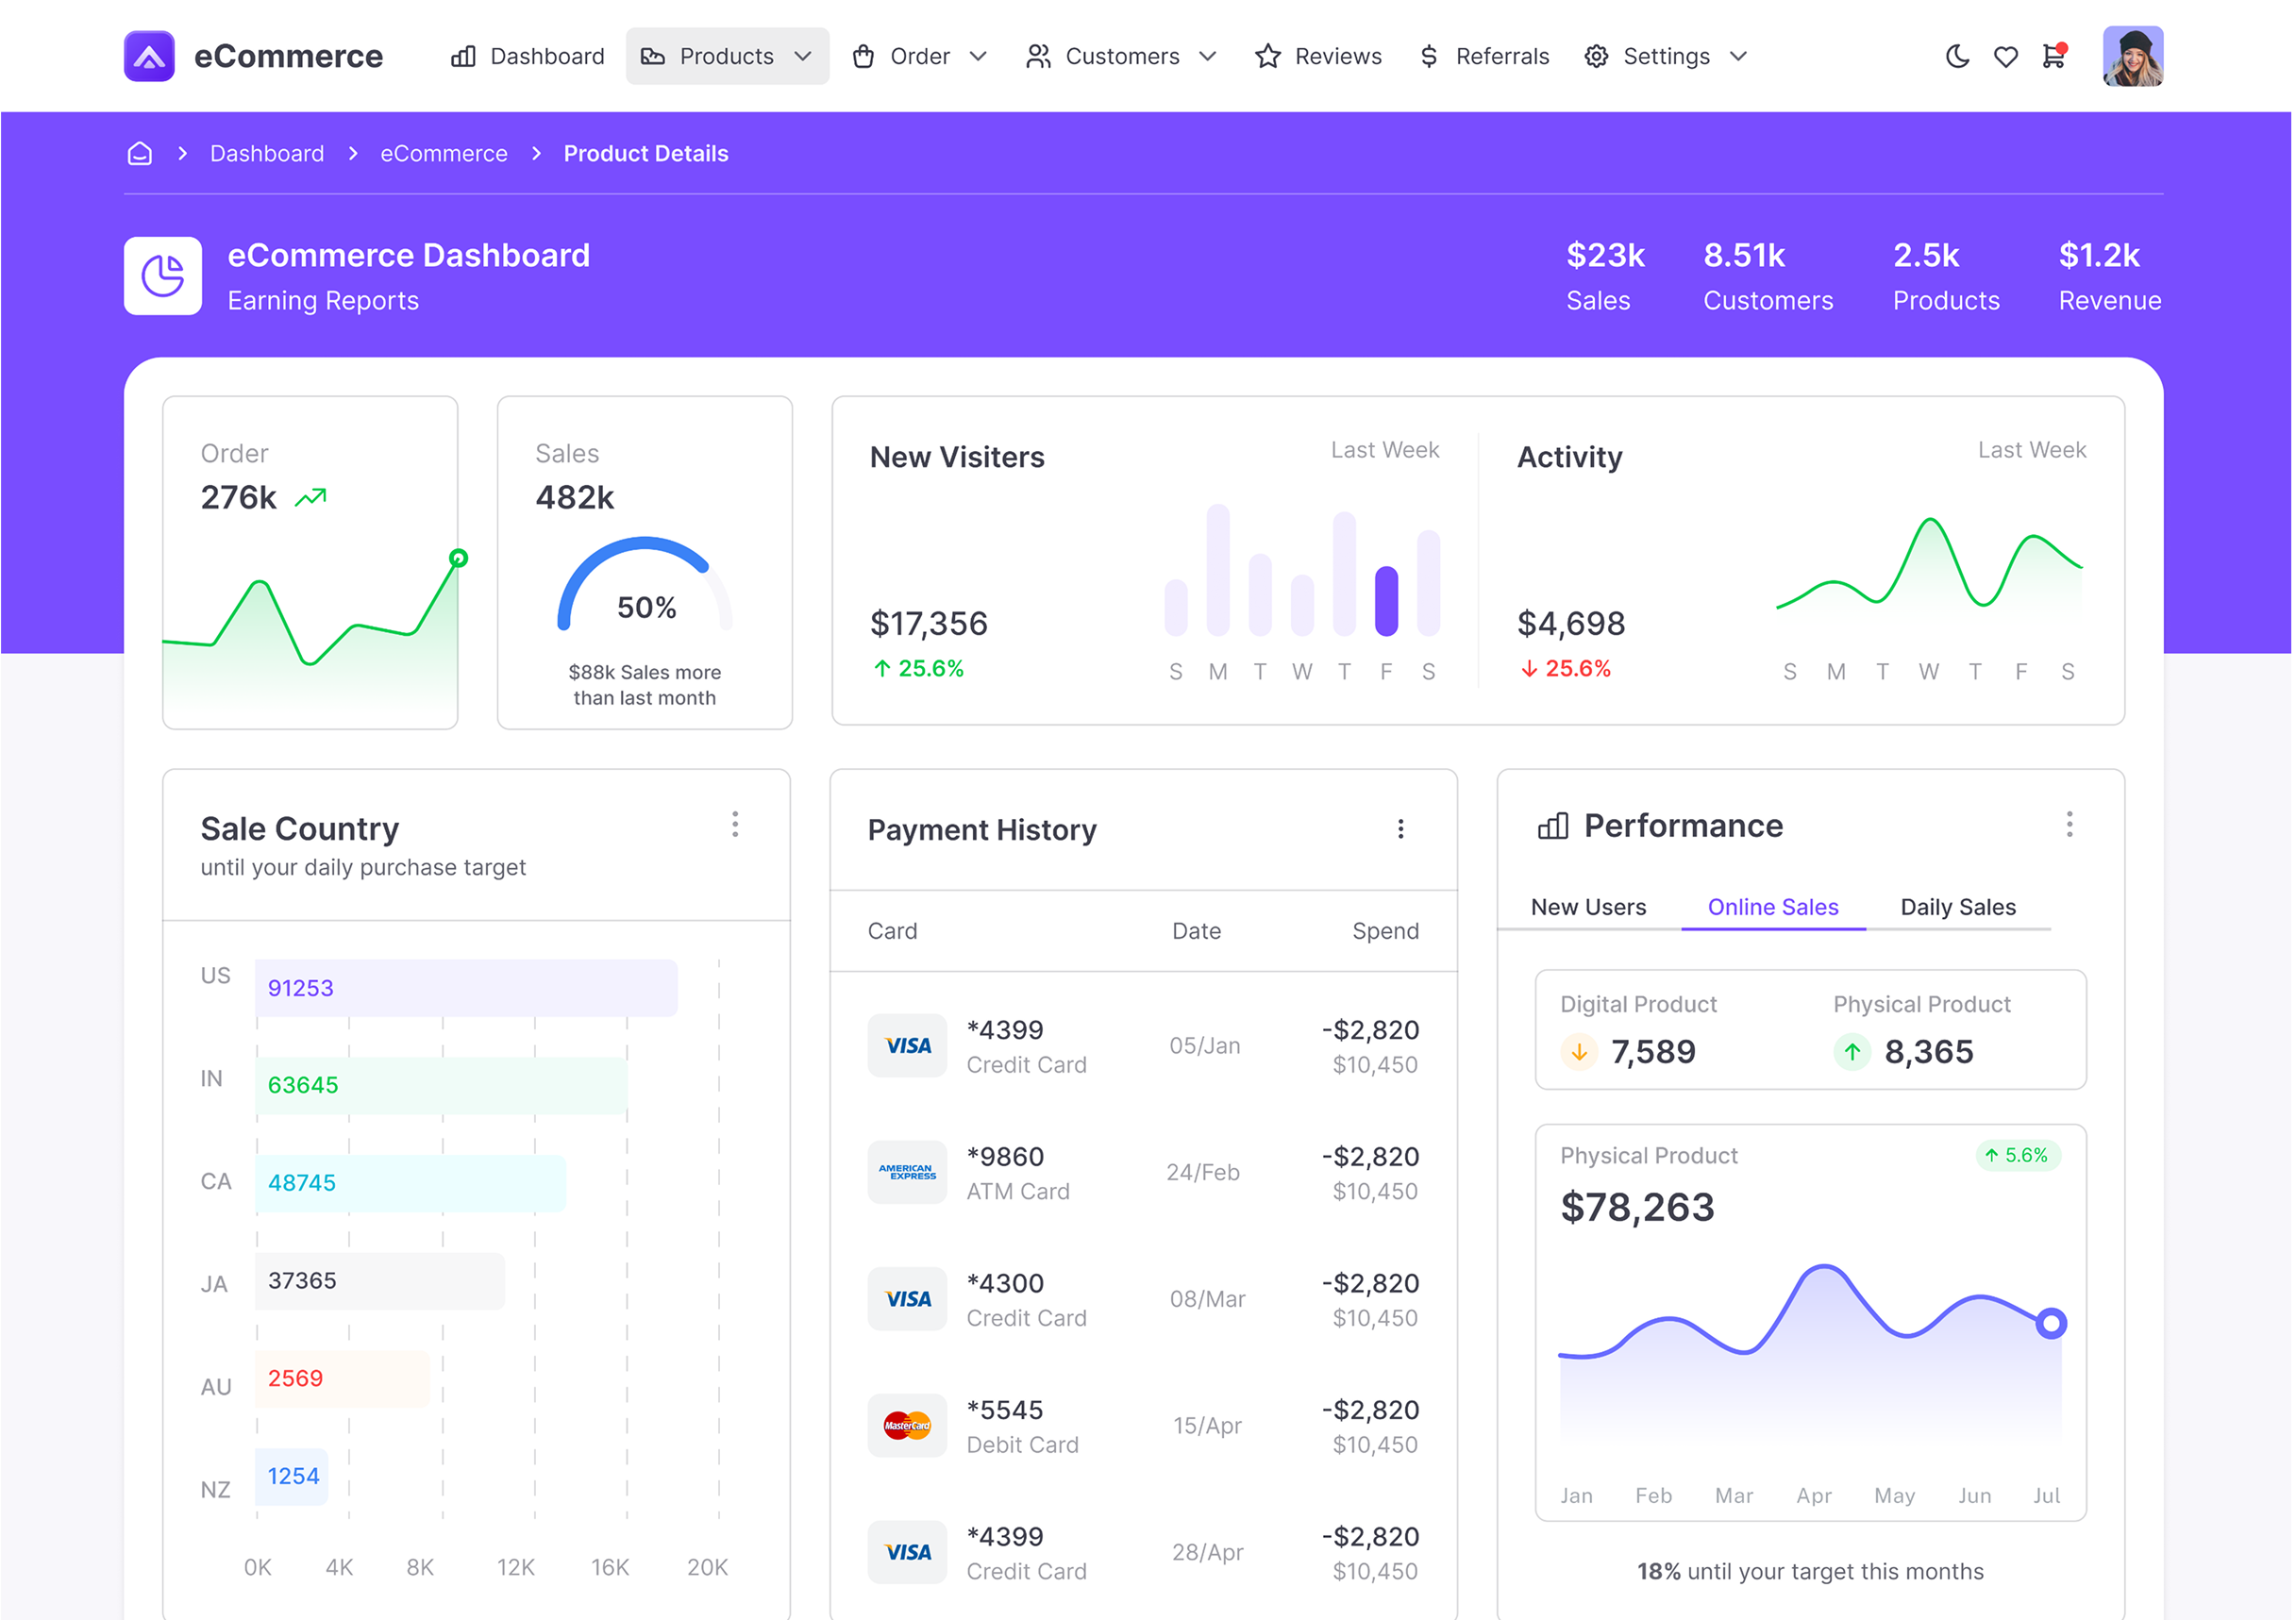 eCommerce
Dashboard
Products
Order
Customers
Reviews
Referrals
Settings
Dashboard
eCommerce
Product Details
eCommerce Dashboard
Earning Reports
$23k
Sales
8.51k
Customers
2.5k
Products
$1.2k
Revenue
Order
276k
Sales
482k
50%
$88k Sales more
than last month
New Visiters
Last Week
$17,356
25.6%
S M T W T F S
Activity
Last Week
$4,698
25.6%
S M T W T F S
Sale Country
until your daily purchase target
US
91253
IN
63645
CA
48745
JA
37365
AU
2569
NZ
1254
0K 4K 8K 12K 16K 20K
Payment History
Card Date Spend
VISA
*4399
Credit Card
05/Jan
-$2,820
$10,450
AMERICAN
EXPRESS
*9860
ATM Card
24/Feb
-$2,820
$10,450
VISA
*4300
Credit Card
08/Mar
-$2,820
$10,450
MasterCard
*5545
Debit Card
15/Apr
-$2,820
$10,450
VISA
*4399
Credit Card
28/Apr
-$2,820
$10,450
Performance
New Users
Online Sales
Daily Sales
Digital Product
7,589
Physical Product
8,365
Physical Product
5.6%
$78,263
Jan Feb Mar Apr May Jun Jul
18% until your target this months